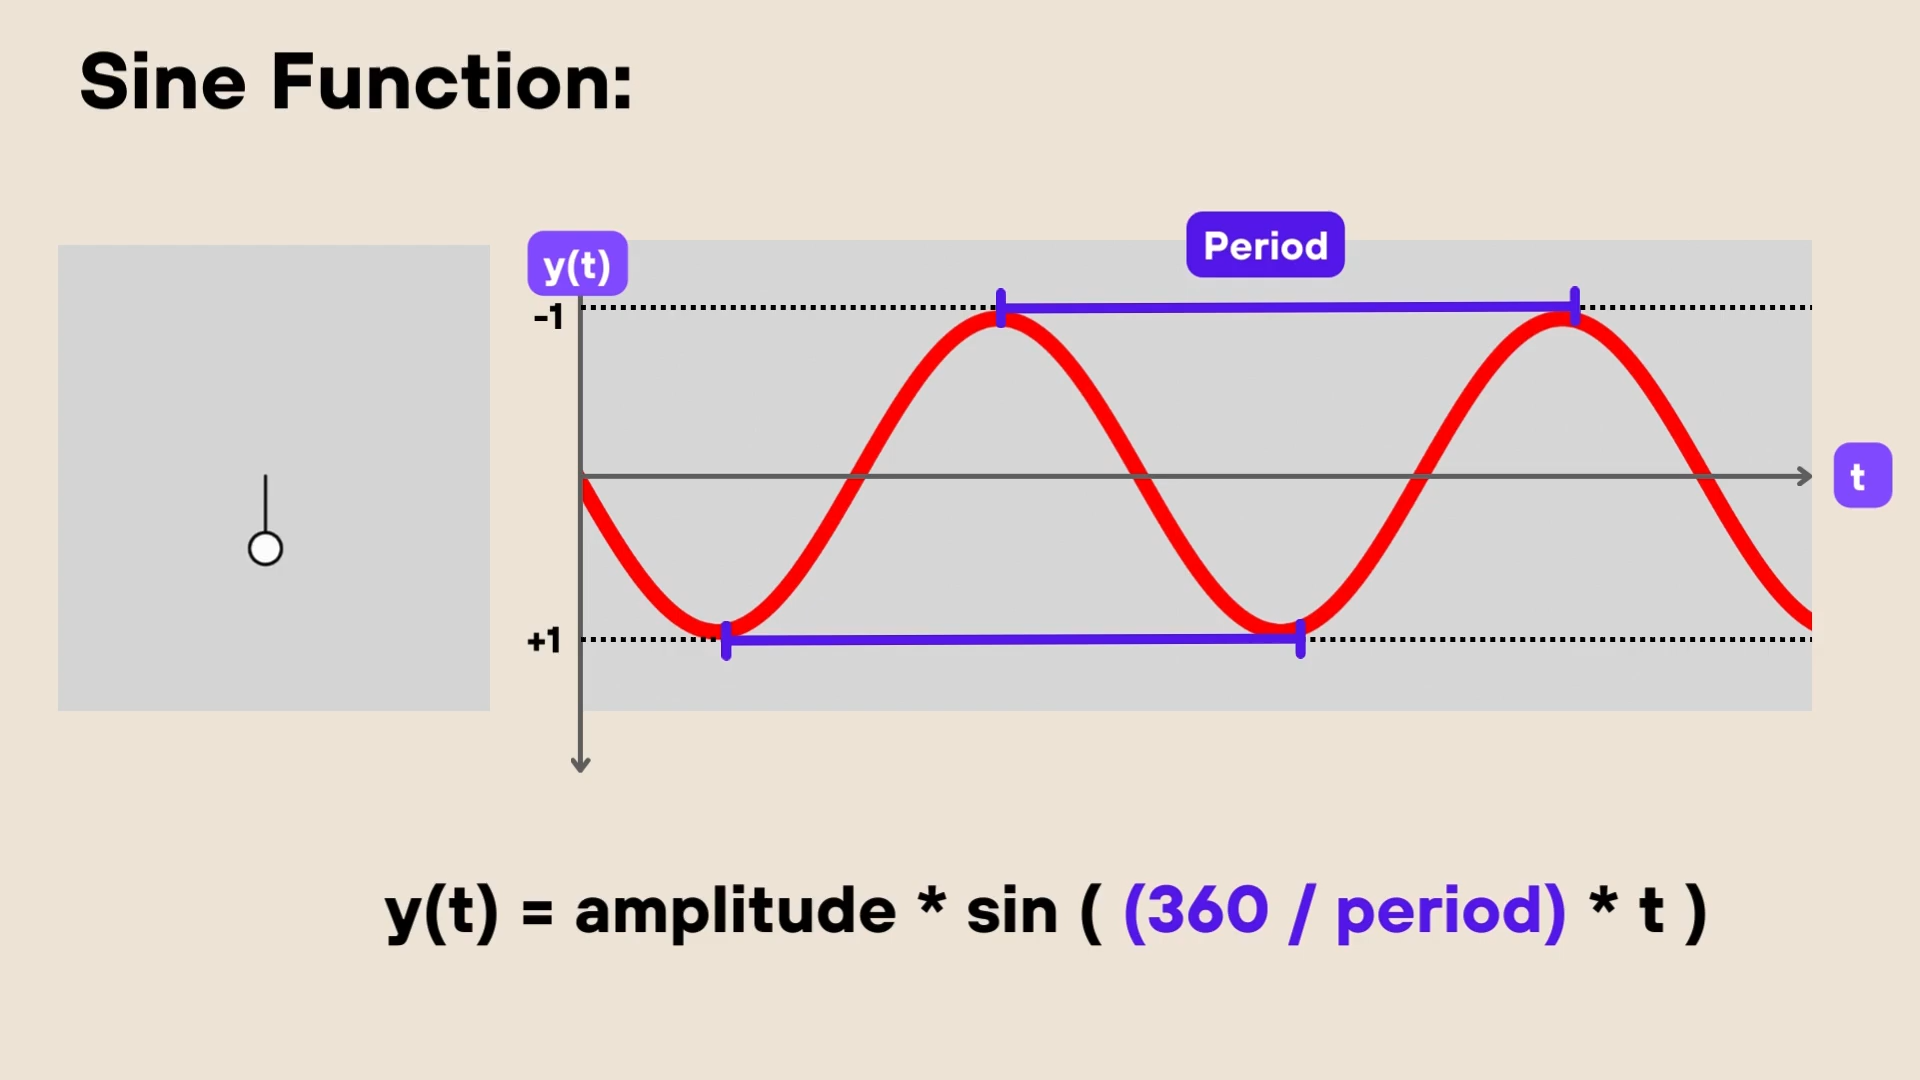 Sine Function:
Period
y(t)
-1
t
+1
y(t) = amplitude * sin ( (360 / period) * t )